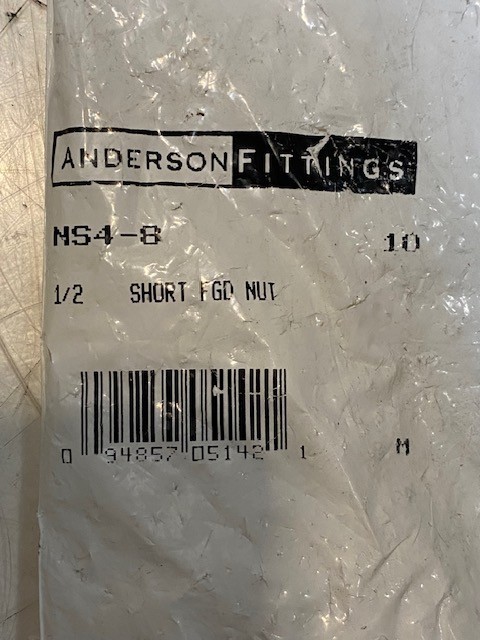 ANDERSON FITTINGS
NS4-8 10
1/2 SHORT FGD NUT
0 94857 05142 1 M